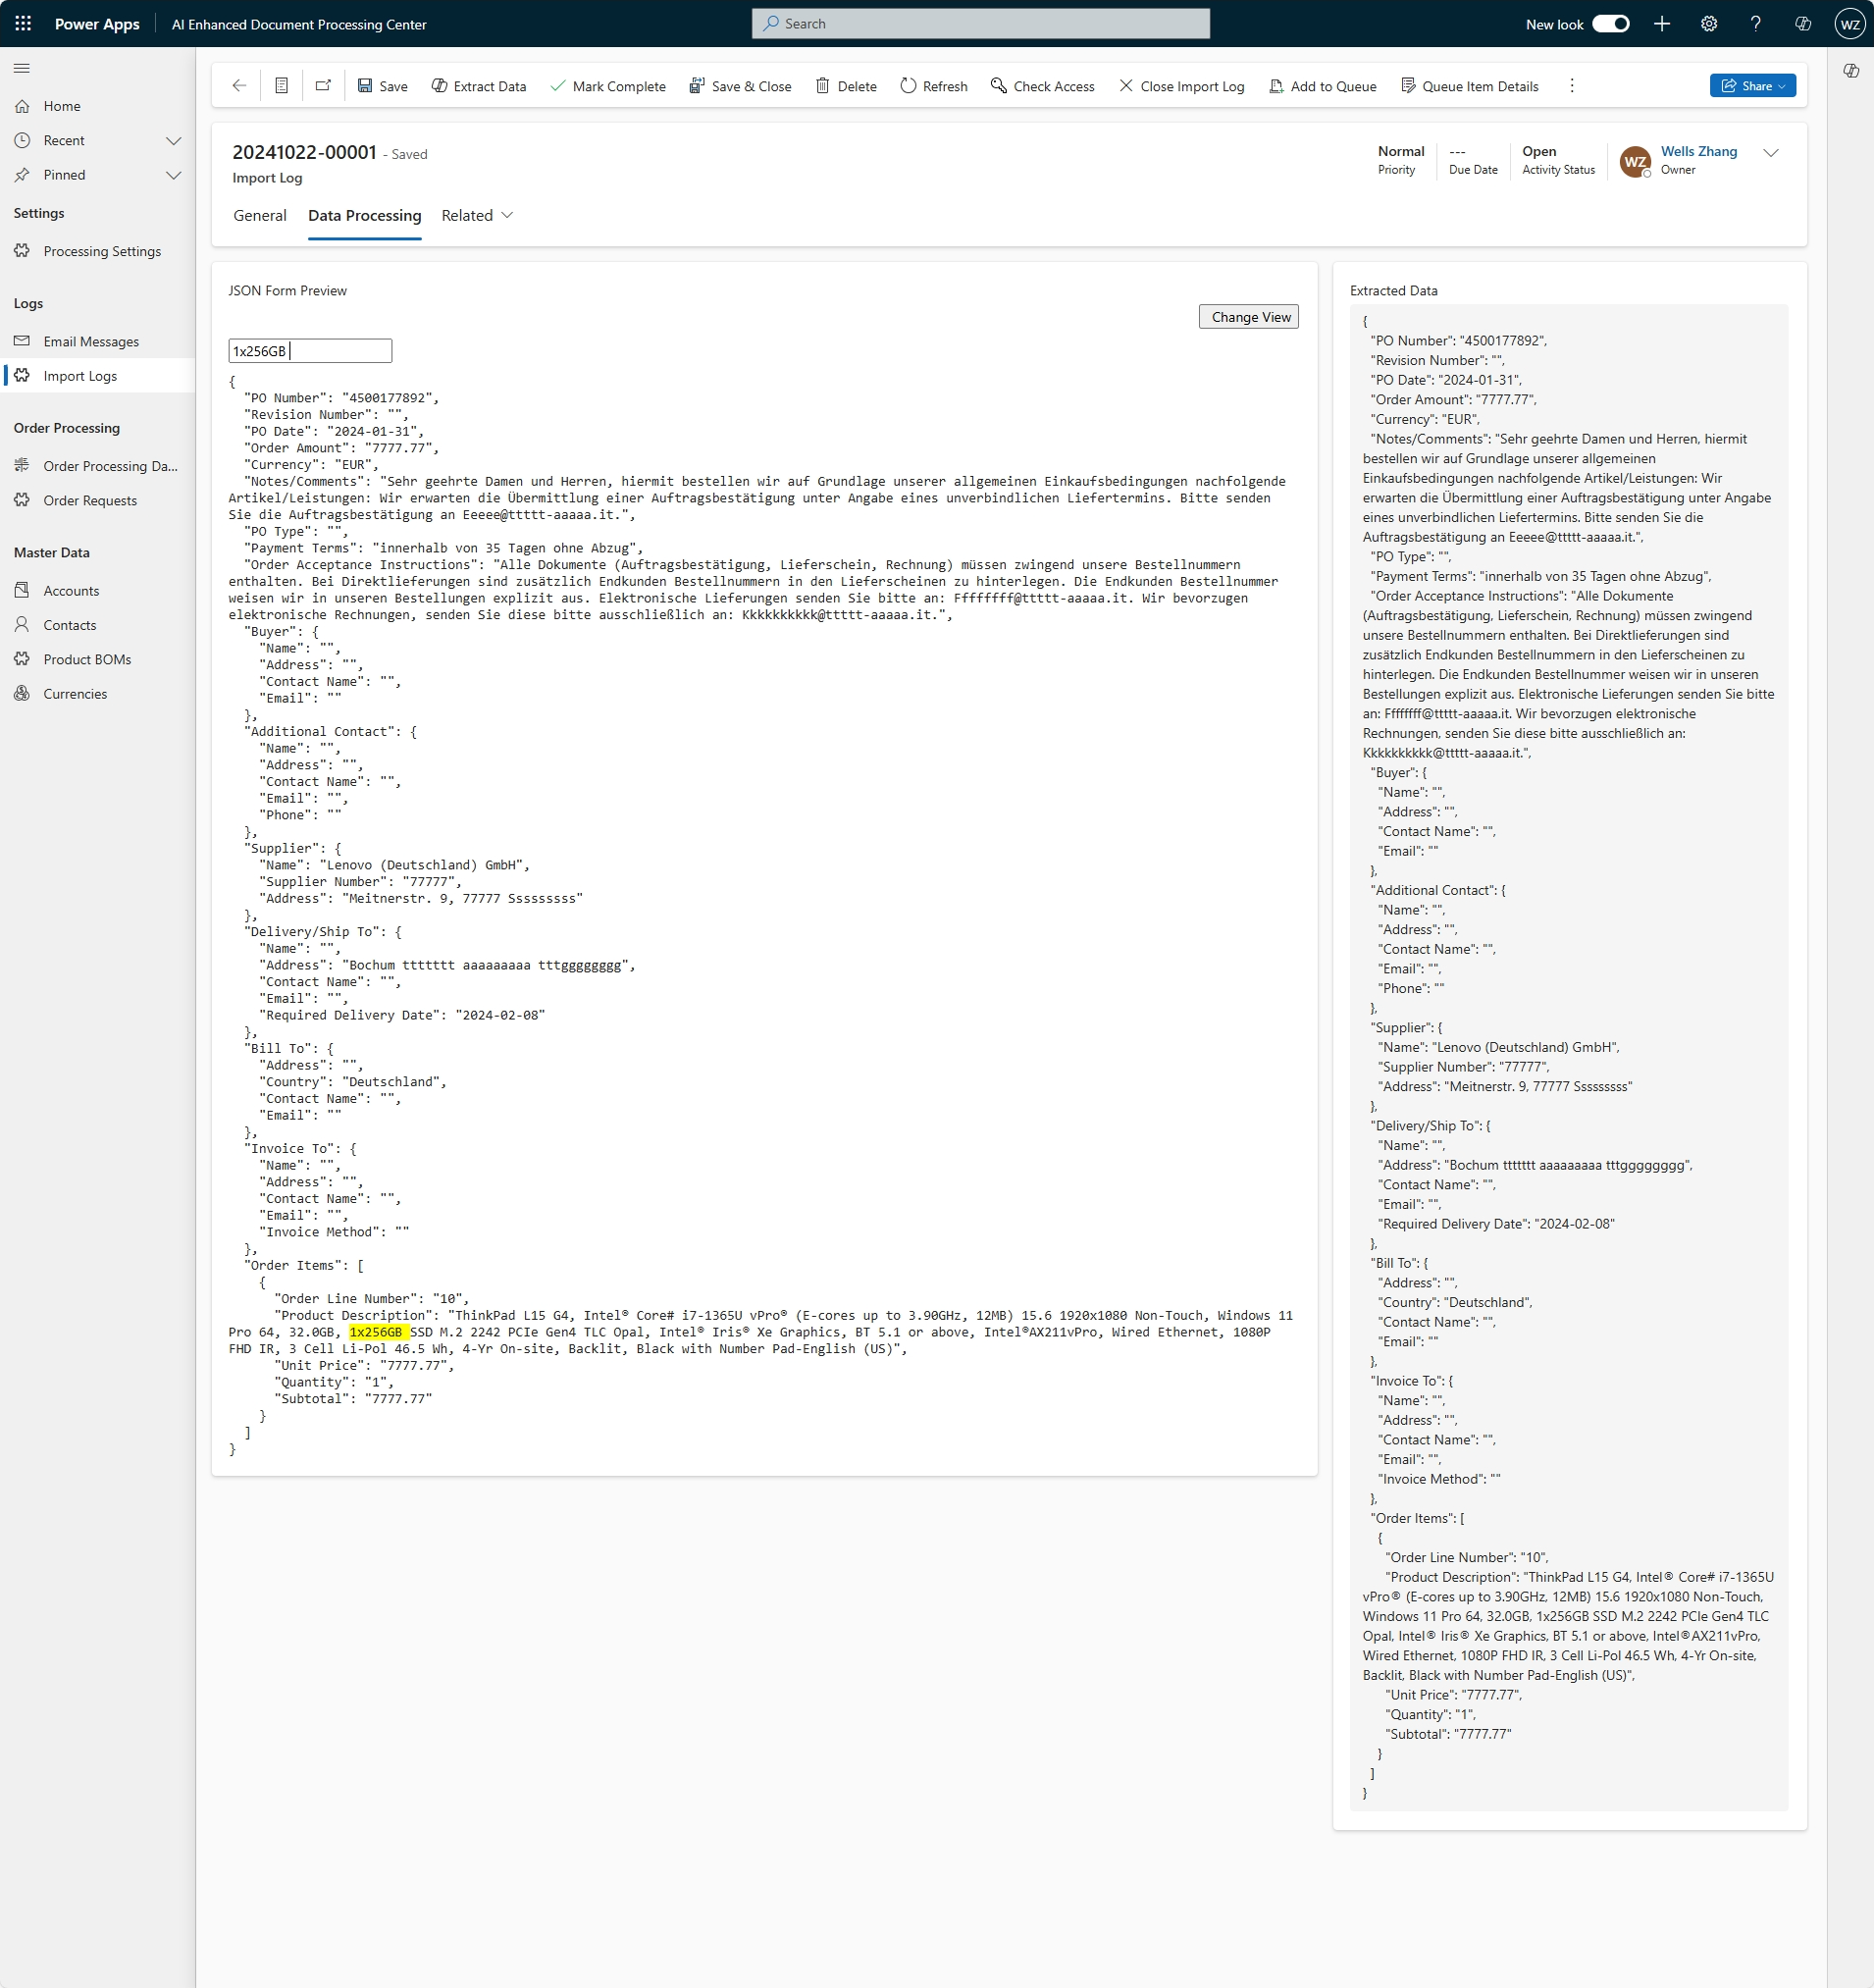 Power Apps
AI Enhanced Document Processing Center
Search
New look
WZ
Home
Recent
Pinned
Settings
Processing Settings
Logs
Email Messages
Import Logs
Order Processing
Order Processing Da...
Order Requests
Master Data
Accounts
Contacts
Product BOMs
Currencies
Save
Extract Data
Mark Complete
Save & Close
Delete
Refresh
Check Access
Close Import Log
Add to Queue
Queue Item Details
Share
20241022-00001 - Saved
Import Log
Normal
Priority
---
Due Date
Open
Activity Status
WZ
Wells Zhang
Owner
General
Data Processing
Related
JSON Form Preview
Change View
1x256GB
{
"PO Number": "4500177892",
"Revision Number": "",
"PO Date": "2024-01-31",
"Order Amount": "7777.77",
"Currency": "EUR",
"Notes/Comments": "Sehr geehrte Damen und Herren, hiermit bestellen wir auf Grundlage unserer allgemeinen Einkaufsbedingungen nachfolgende
Artikel/Leistungen: Wir erwarten die Übermittlung einer Auftragsbestätigung unter Angabe eines unverbindlichen Liefertermins. Bitte senden
Sie die Auftragsbestätigung an Eeeee@ttttt-aaaaa.it.",
"PO Type": "",
"Payment Terms": "innerhalb von 35 Tagen ohne Abzug",
"Order Acceptance Instructions": "Alle Dokumente (Auftragsbestätigung, Lieferschein, Rechnung) müssen zwingend unsere Bestellnummern
enthalten. Bei Direktlieferungen sind zusätzlich Endkunden Bestellnummern in den Lieferscheinen zu hinterlegen. Die Endkunden Bestellnummer
weisen wir in unseren Bestellungen explizit aus. Elektronische Lieferungen senden Sie bitte an: Ffffffff@ttttt-aaaaa.it. Wir bevorzugen
elektronische Rechnungen, senden Sie diese bitte ausschließlich an: Kkkkkkkkkk@ttttt-aaaaa.it.",
"Buyer": {
"Name": "",
"Address": "",
"Contact Name": "",
"Email": ""
},
"Additional Contact": {
"Name": "",
"Address": "",
"Contact Name": "",
"Email": "",
"Phone": ""
},
"Supplier": {
"Name": "Lenovo (Deutschland) GmbH",
"Supplier Number": "77777",
"Address": "Meitnerstr. 9, 77777 Sssssssss"
},
"Delivery/Ship To": {
"Name": "",
"Address": "Bochum ttttttt aaaaaaaaa tttgggggggg",
"Contact Name": "",
"Email": "",
"Required Delivery Date": "2024-02-08"
},
"Bill To": {
"Address": "",
"Country": "Deutschland",
"Contact Name": "",
"Email": ""
},
"Invoice To": {
"Name": "",
"Address": "",
"Contact Name": "",
"Email": "",
"Invoice Method": ""
},
"Order Items": [
{
"Order Line Number": "10",
"Product Description": "ThinkPad L15 G4, Intel® Core# i7-1365U vPro® (E-cores up to 3.90GHz, 12MB) 15.6 1920x1080 Non-Touch, Windows 11
Pro 64, 32.0GB, 1x256GB SSD M.2 2242 PCIe Gen4 TLC Opal, Intel® Iris® Xe Graphics, BT 5.1 or above, Intel®AX211vPro, Wired Ethernet, 1080P
FHD IR, 3 Cell Li-Pol 46.5 Wh, 4-Yr On-site, Backlit, Black with Number Pad-English (US)",
"Unit Price": "7777.77",
"Quantity": "1",
"Subtotal": "7777.77"
}
]
}
Extracted Data
{
"PO Number": "4500177892",
"Revision Number": "",
"PO Date": "2024-01-31",
"Order Amount": "7777.77",
"Currency": "EUR",
"Notes/Comments": "Sehr geehrte Damen und Herren, hiermit
bestellen wir auf Grundlage unserer allgemeinen
Einkaufsbedingungen nachfolgende Artikel/Leistungen: Wir
erwarten die Übermittlung einer Auftragsbestätigung unter Angabe
eines unverbindlichen Liefertermins. Bitte senden Sie die
Auftragsbestätigung an Eeeee@ttttt-aaaaa.it.",
"PO Type": "",
"Payment Terms": "innerhalb von 35 Tagen ohne Abzug",
"Order Acceptance Instructions": "Alle Dokumente
(Auftragsbestätigung, Lieferschein, Rechnung) müssen zwingend
unsere Bestellnummern enthalten. Bei Direktlieferungen sind
zusätzlich Endkunden Bestellnummern in den Lieferscheinen zu
hinterlegen. Die Endkunden Bestellnummer weisen wir in unseren
Bestellungen explizit aus. Elektronische Lieferungen senden Sie bitte
an: Ffffffff@ttttt-aaaaa.it. Wir bevorzugen elektronische
Rechnungen, senden Sie diese bitte ausschließlich an:
Kkkkkkkkkk@ttttt-aaaaa.it.",
"Buyer": {
"Name": "",
"Address": "",
"Contact Name": "",
"Email": ""
},
"Additional Contact": {
"Name": "",
"Address": "",
"Contact Name": "",
"Email": "",
"Phone": ""
},
"Supplier": {
"Name": "Lenovo (Deutschland) GmbH",
"Supplier Number": "77777",
"Address": "Meitnerstr. 9, 77777 Sssssssss"
},
"Delivery/Ship To": {
"Name": "",
"Address": "Bochum ttttttt aaaaaaaaa tttgggggggg",
"Contact Name": "",
"Email": "",
"Required Delivery Date": "2024-02-08"
},
"Bill To": {
"Address": "",
"Country": "Deutschland",
"Contact Name": "",
"Email": ""
},
"Invoice To": {
"Name": "",
"Address": "",
"Contact Name": "",
"Email": "",
"Invoice Method": ""
},
"Order Items": [
{
"Order Line Number": "10",
"Product Description": "ThinkPad L15 G4, Intel® Core# i7-1365U
vPro® (E-cores up to 3.90GHz, 12MB) 15.6 1920x1080 Non-Touch,
Windows 11 Pro 64, 32.0GB, 1x256GB SSD M.2 2242 PCIe Gen4 TLC
Opal, Intel® Iris® Xe Graphics, BT 5.1 or above, Intel®AX211vPro,
Wired Ethernet, 1080P FHD IR, 3 Cell Li-Pol 46.5 Wh, 4-Yr On-site,
Backlit, Black with Number Pad-English (US)",
"Unit Price": "7777.77",
"Quantity": "1",
"Subtotal": "7777.77"
}
]
}